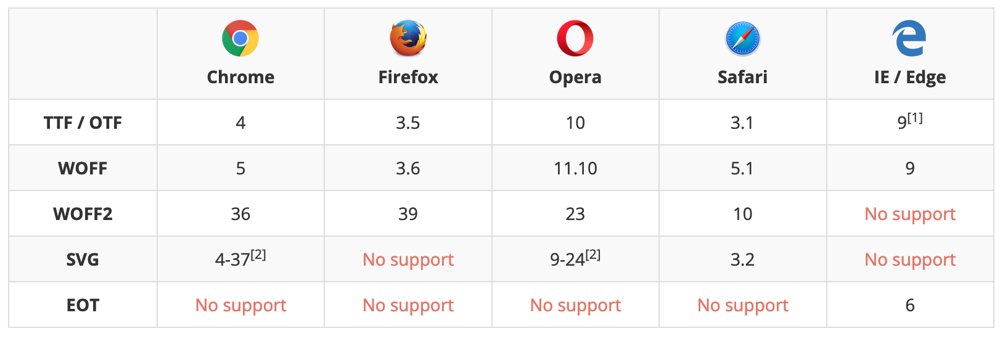 Chrome Firefox Opera Safari IE / Edge
TTF / OTF 4 3.5 10 3.1 9[1]
WOFF 5 3.6 11.10 5.1 9
WOFF2 36 39 23 10 No support
SVG 4-37[2] No support 9-24[2] 3.2 No support
EOT No support No support No support No support 6